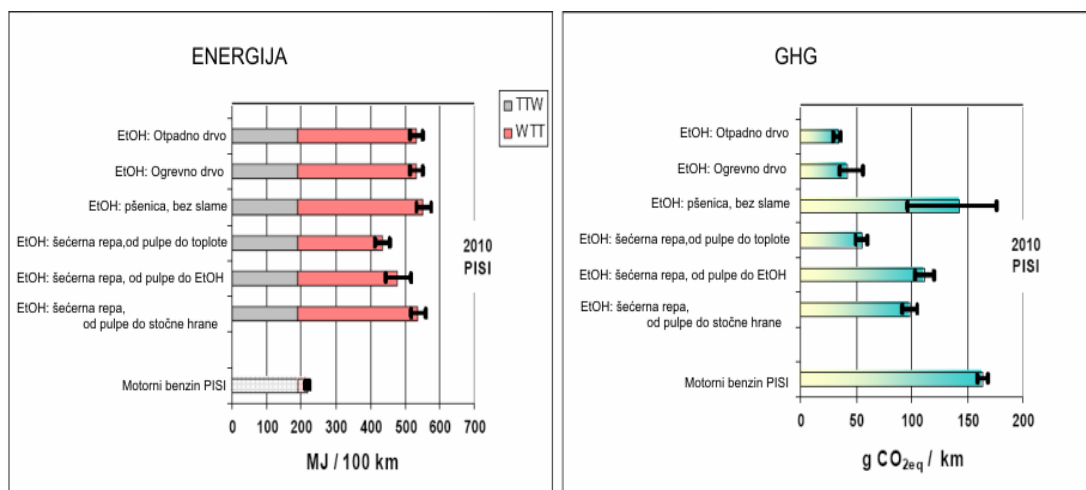 ENERGIJA
TTW
WTT
EtOH: Otpadno drvo
EtOH: Ogrevno drvo
EtOH: pšenica, bez slame
EtOH: šećerna repa,od pulpe do toplote
EtOH: šećerna repa, od pulpe do EtOH
EtOH: šećerna repa,
od pulpe do stočne hrane
Motorni benzin PISI
2010
PISI
0 100 200 300 400 500 600 700
MJ / 100 km
GHG
EtOH: Otpadno drvo
EtOH: Ogrevno drvo
EtOH: pšenica, bez slame
EtOH: šećerna repa,od pulpe do toplote
EtOH: šećerna repa, od pulpe do EtOH
EtOH: šećerna repa,
od pulpe do stočne hrane
Motorni benzin PISI
2010
PISI
0 50 100 150 200
g CO2eq / km